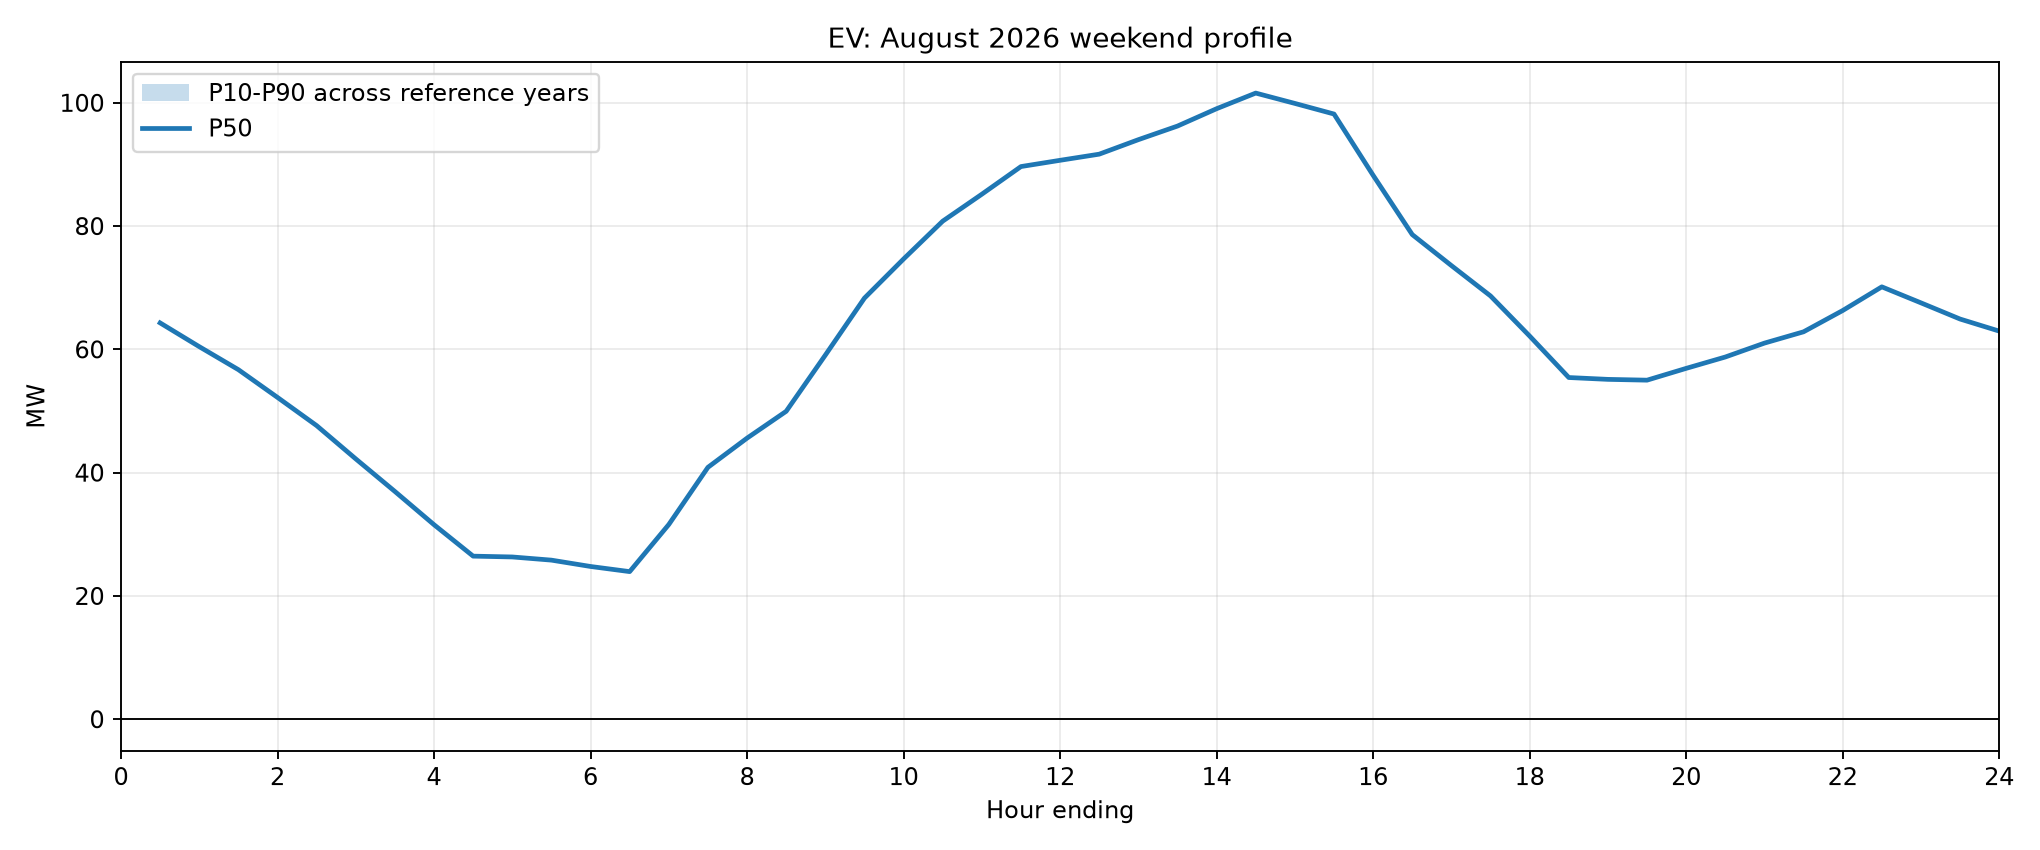 EV: August 2026 weekend profile
P10-P90 across reference years
P50
100
80
60
40
20
0
MW
0 2 4 6 8 10 12 14 16 18 20 22 24
Hour ending